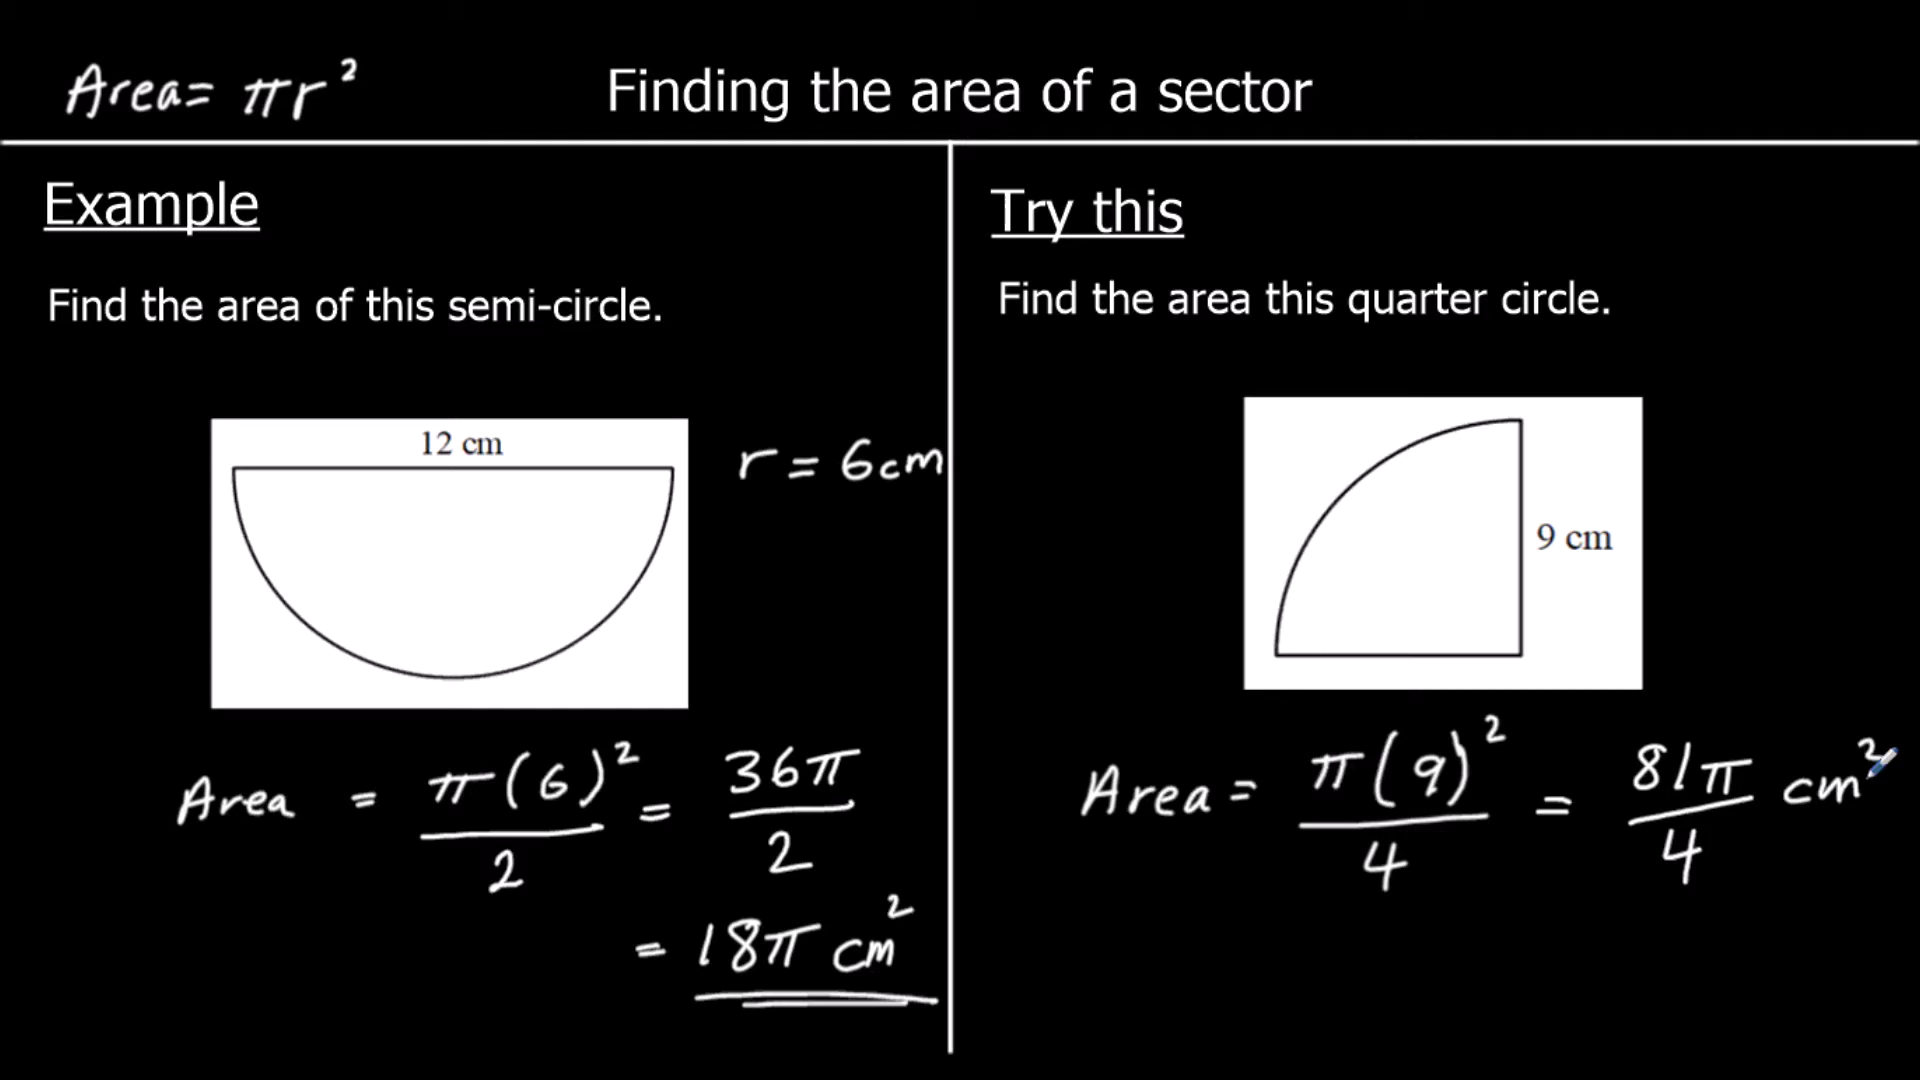 Area = πr²
Finding the area of a sector
Example
Find the area of this semi-circle.
12 cm
r = 6cm
Area = π(6)²/2 = 36π/2
= 18π cm²
Try this
Find the area this quarter circle.
9 cm
Area = π(9)²/4 = 81π/4 cm²